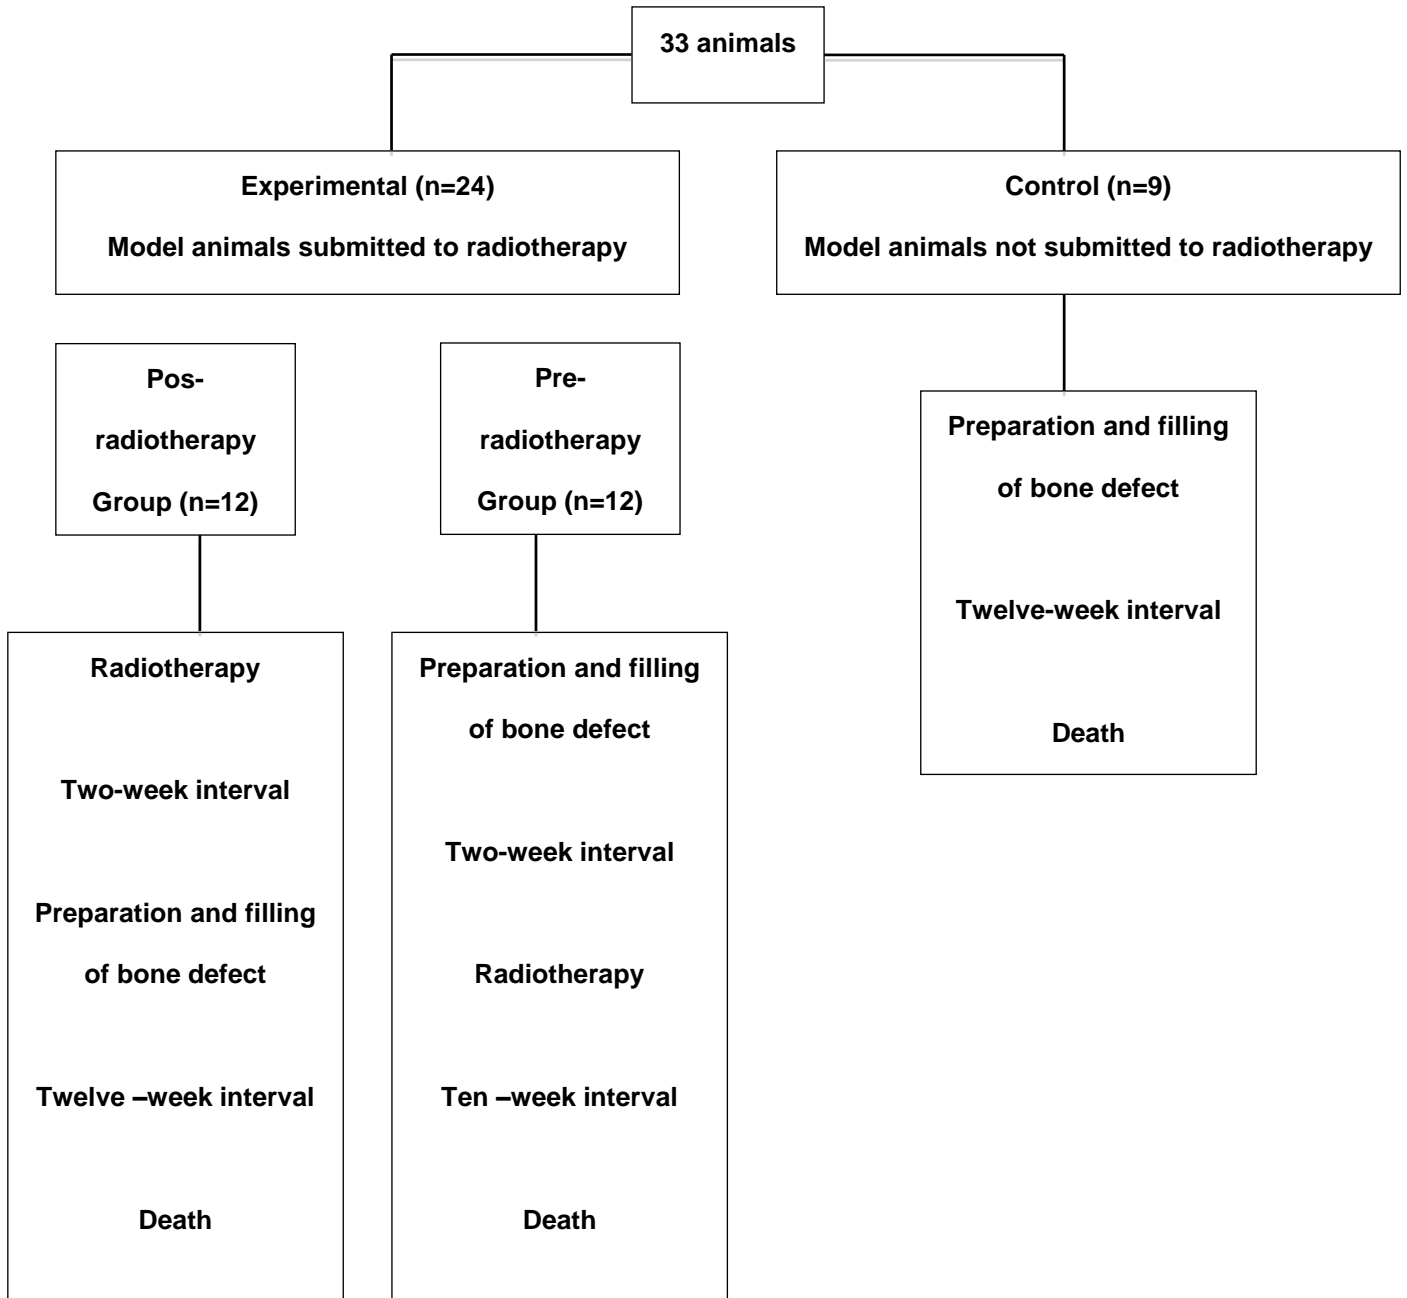 33 animals
Experimental (n=24)
Model animals submitted to radiotherapy
Control (n=9)
Model animals not submitted to radiotherapy
Pos-
radiotherapy
Group (n=12)
Pre-
radiotherapy
Group (n=12)
Preparation and filling
of bone defect
Twelve-week interval
Death
Radiotherapy
Two-week interval
Preparation and filling
of bone defect
Twelve –week interval
Death
Preparation and filling
of bone defect
Two-week interval
Radiotherapy
Ten –week interval
Death